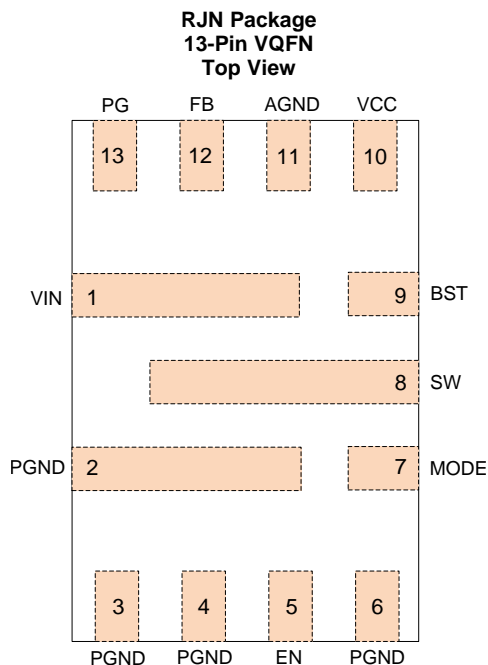 RJN Package
13-Pin VQFN
Top View
PG FB AGND VCC
13 12 11 10
VIN 1 9 BST
8 SW
PGND 2 7 MODE
3 4 5 6
PGND PGND EN PGND